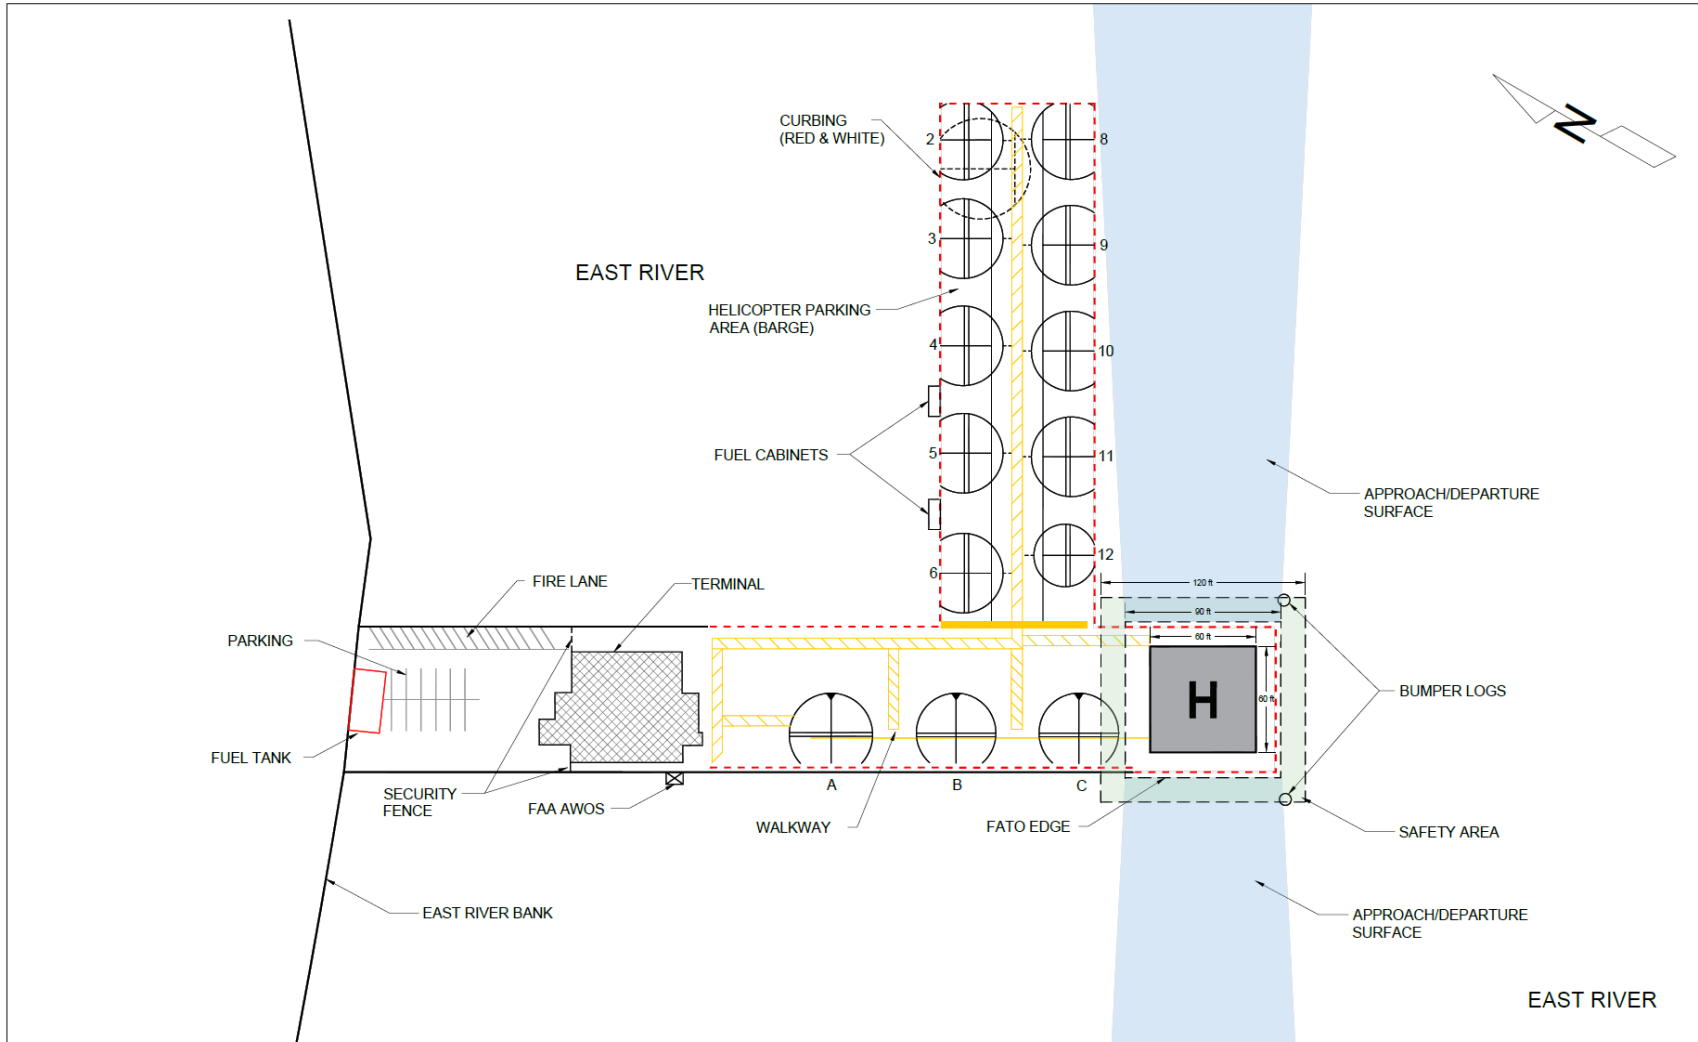 CURBING
(RED & WHITE)
2
8
N
3
9
EAST RIVER
HELICOPTER PARKING
AREA (BARGE)
4
10
FUEL CABINETS
5
11
APPROACH/DEPARTURE
SURFACE
12
6
FIRE LANE
TERMINAL
120 ft
90 ft
60 ft
PARKING
60 ft
H
BUMPER LOGS
FUEL TANK
SECURITY
FENCE
FAA AWOS
A
B
C
WALKWAY
FATO EDGE
SAFETY AREA
EAST RIVER BANK
APPROACH/DEPARTURE
SURFACE
EAST RIVER